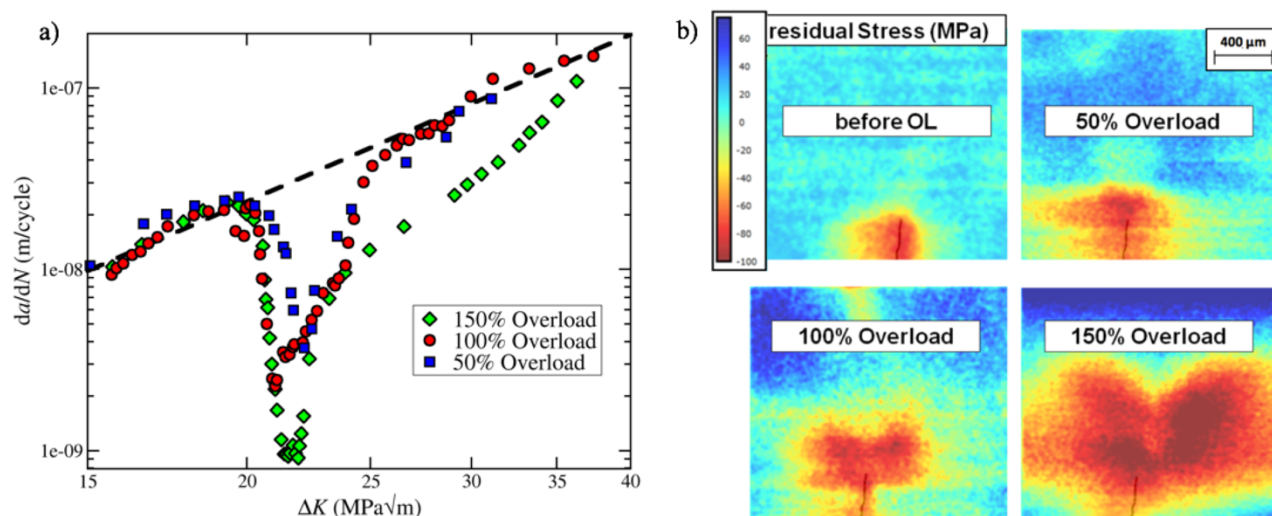 a)
1e-07
1e-08
1e-09
da/dN (m/cycle)
15
20
25
30
35
40
ΔK (MPa√m)
150% Overload
100% Overload
50% Overload
b)
residual Stress (MPa)
60
40
20
0
-20
-40
-60
-80
-100
before OL
50% Overload
400 μm
100% Overload
150% Overload